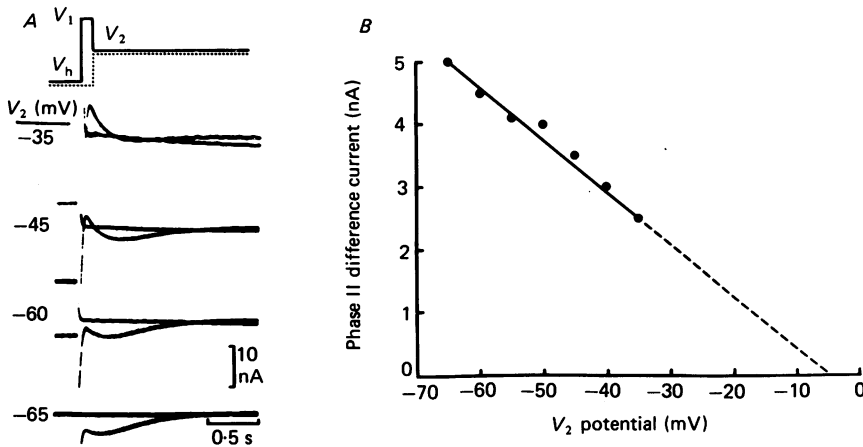 A
V₁
V₂
Vₕ
V₂ (mV)
−35
−45
−60
−65
10
nA
0·5 s
B
Phase II difference current (nA)
5
4
3
2
1
0
−70 −60 −50 −40 −30 −20 −10 0
V₂ potential (mV)